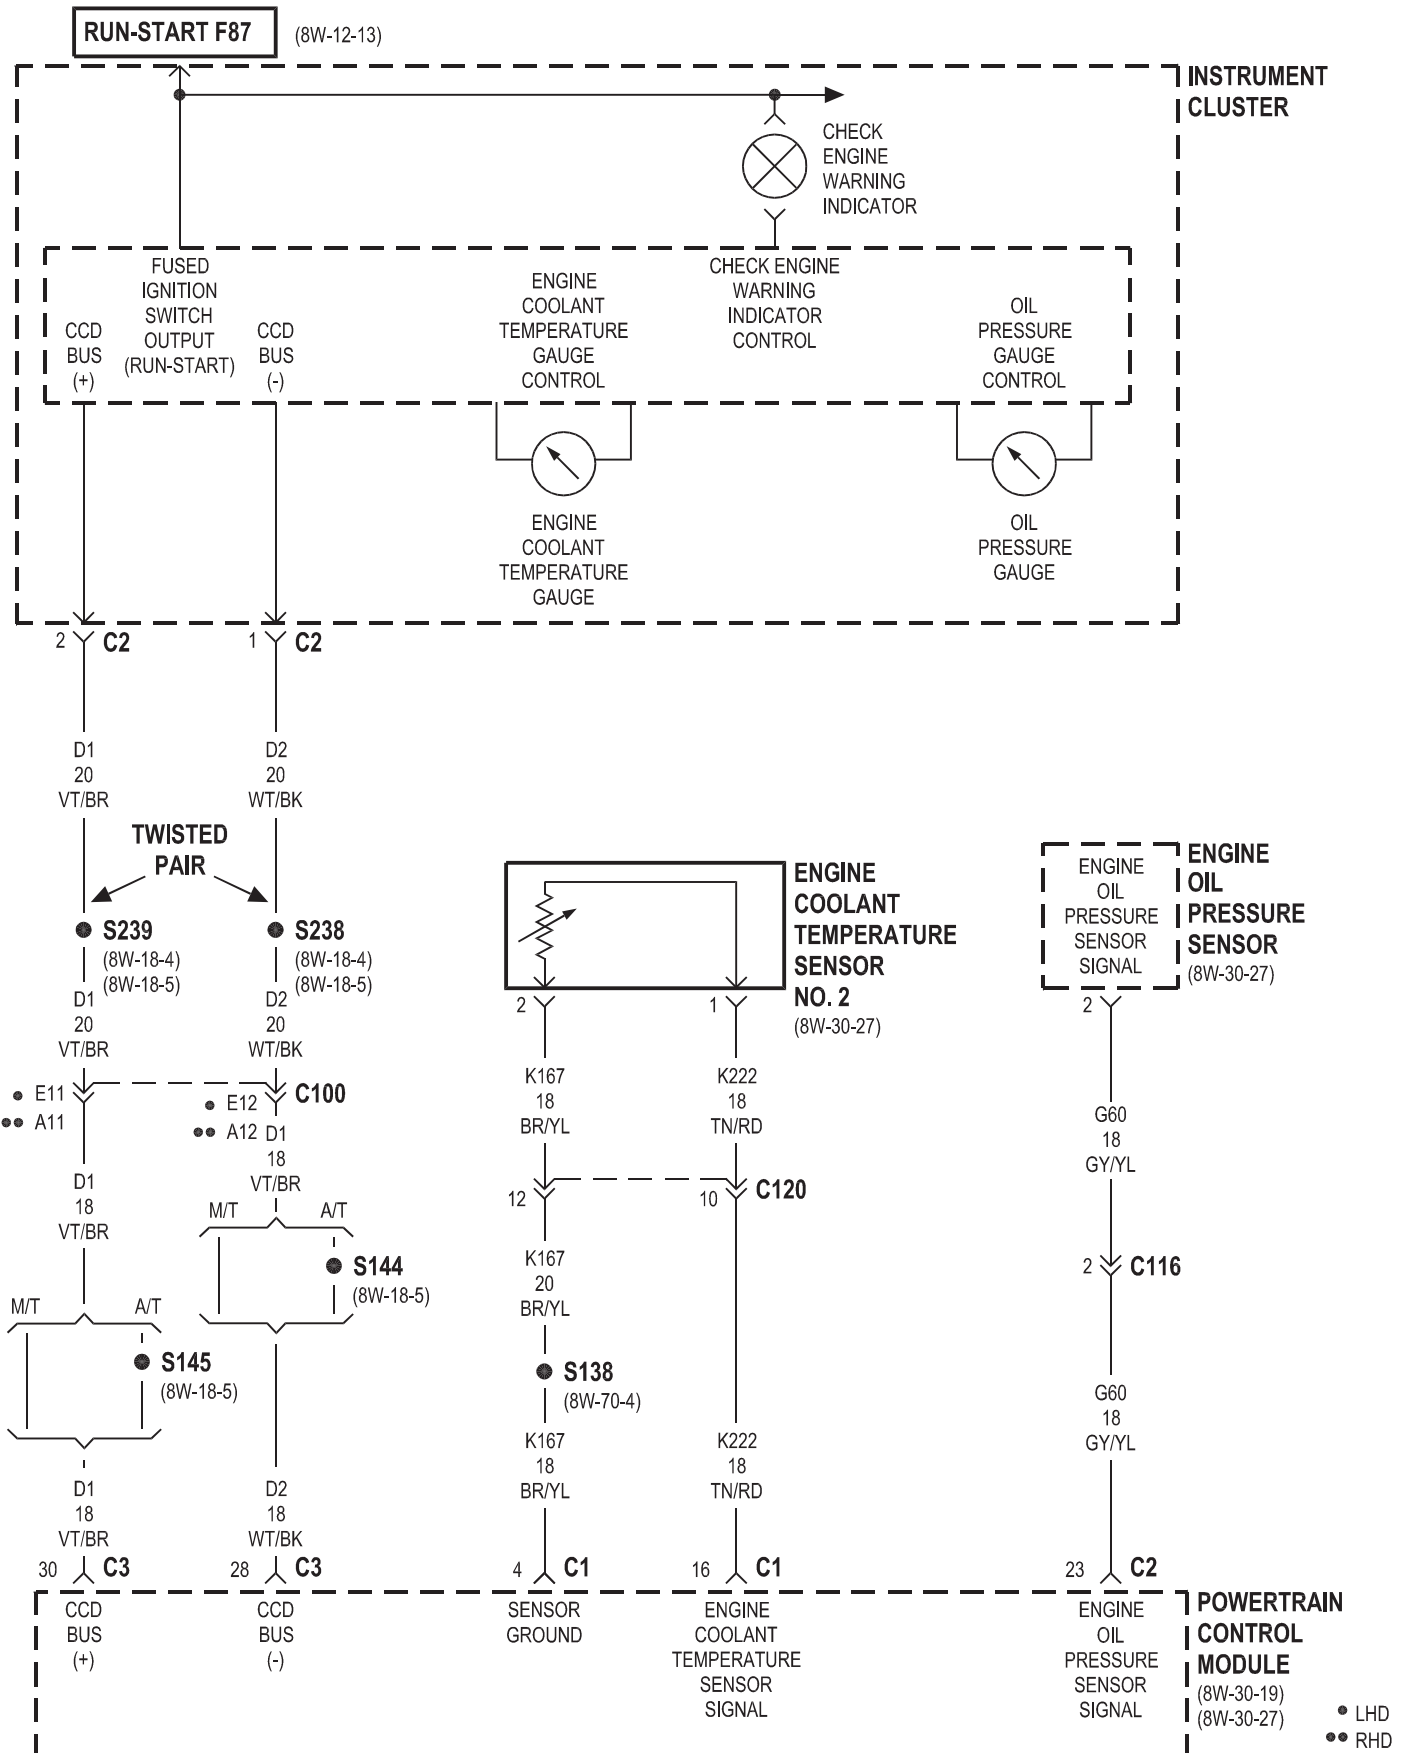 RUN-START F87
(8W-12-13)
INSTRUMENT
CLUSTER
CHECK
ENGINE
WARNING
INDICATOR
CCD
BUS
(+)
FUSED
IGNITION
SWITCH
OUTPUT
(RUN-START)
CCD
BUS
(-)
ENGINE
COOLANT
TEMPERATURE
GAUGE
CONTROL
CHECK ENGINE
WARNING
INDICATOR
CONTROL
OIL
PRESSURE
GAUGE
CONTROL
ENGINE
COOLANT
TEMPERATURE
GAUGE
OIL
PRESSURE
GAUGE
2 C2
1 C2
D1
20
VT/BR
D2
20
WT/BK
TWISTED
PAIR
S239
(8W-18-4)
(8W-18-5)
S238
(8W-18-4)
(8W-18-5)
D1
20
VT/BR
D2
20
WT/BK
ENGINE
COOLANT
TEMPERATURE
SENSOR
NO. 2
(8W-30-27)
2
1
ENGINE
OIL
PRESSURE
SENSOR
SIGNAL
ENGINE
OIL
PRESSURE
SENSOR
(8W-30-27)
2
E11
A11
E12
A12
C100
D1
18
VT/BR
D1
18
VT/BR
K167
18
BR/YL
K222
18
TN/RD
G60
18
GY/YL
12
10
C120
2 C116
M/T
A/T
S144
(8W-18-5)
M/T
A/T
S145
(8W-18-5)
K167
20
BR/YL
S138
(8W-70-4)
D1
18
VT/BR
D2
18
WT/BK
K167
18
BR/YL
K222
18
TN/RD
G60
18
GY/YL
30 C3
28 C3
4 C1
16 C1
23 C2
CCD
BUS
(+)
CCD
BUS
(-)
SENSOR
GROUND
ENGINE
COOLANT
TEMPERATURE
SENSOR
SIGNAL
ENGINE
OIL
PRESSURE
SENSOR
SIGNAL
POWERTRAIN
CONTROL
MODULE
(8W-30-19)
(8W-30-27)
LHD
RHD